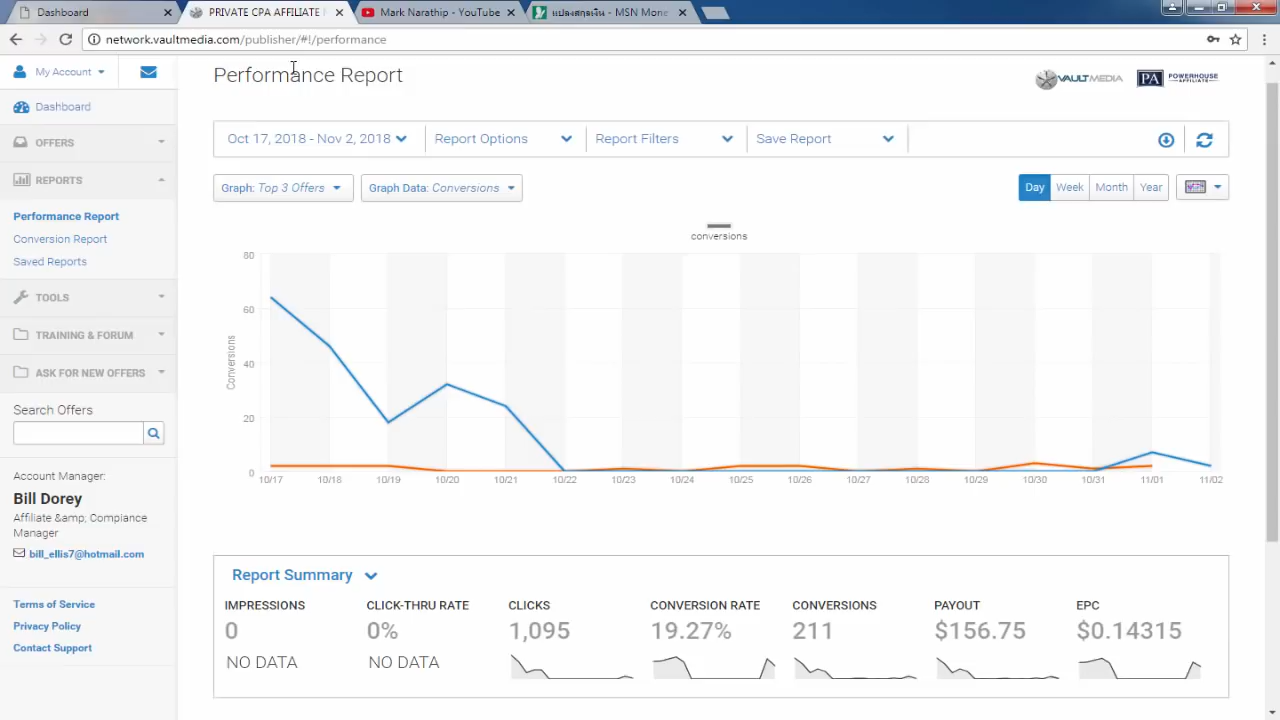 Dashboard
PRIVATE CPA AFFILIATE
Mark Narathip - YouTube
แปลงสกุลเงิน - MSN Mone
network.vaultmedia.com/publisher/#!/performance
My Account
Dashboard
OFFERS
REPORTS
Performance Report
Conversion Report
Saved Reports
TOOLS
TRAINING & FORUM
ASK FOR NEW OFFERS
Search Offers
Account Manager:
Bill Dorey
Affiliate &amp; Compliance
Manager
bill_ellis7@hotmail.com
Terms of Service
Privacy Policy
Contact Support
Performance Report
VAULTMEDIA
PA POWERHOUSE
AFFILIATE
Oct 17, 2018 - Nov 2, 2018
Report Options
Report Filters
Save Report
Graph: Top 3 Offers
Graph Data: Conversions
Day Week Month Year
conversions
Conversions
80
60
40
20
0
10/17 10/18 10/19 10/20 10/21 10/22 10/23 10/24 10/25 10/26 10/27 10/28 10/29 10/30 10/31 11/01 11/02
Report Summary
IMPRESSIONS CLICK-THRU RATE CLICKS CONVERSION RATE CONVERSIONS PAYOUT EPC
0 0% 1,095 19.27% 211 $156.75 $0.14315
NO DATA NO DATA